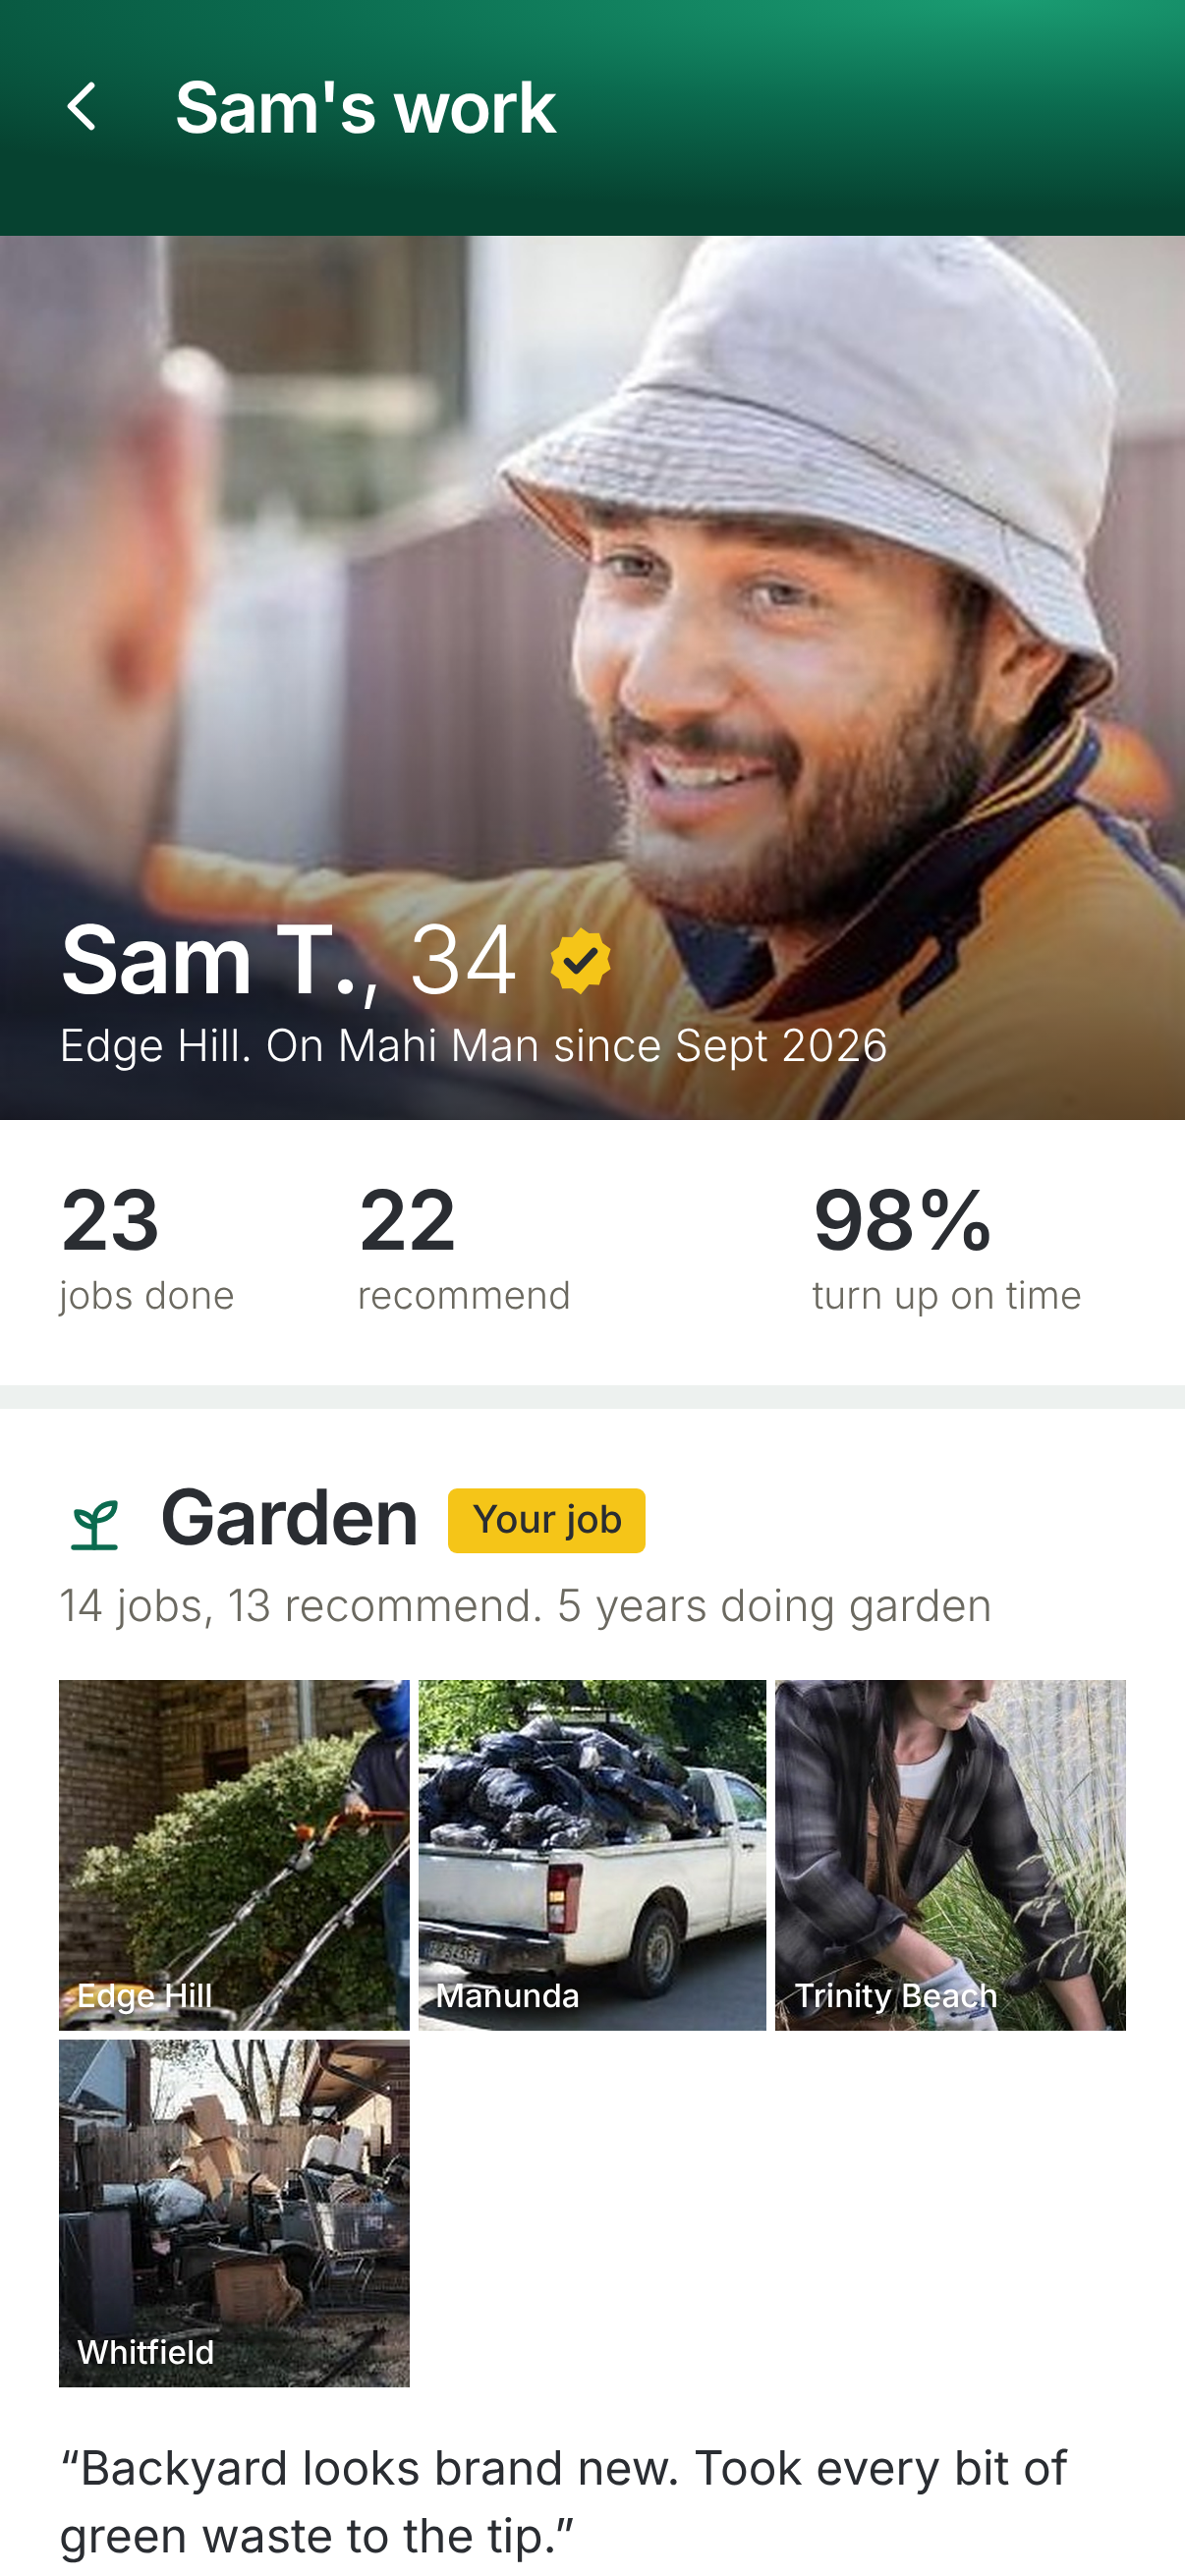 Sam's work
Sam T., 34
Edge Hill. On Mahi Man since Sept 2026
23 22 98%
jobs done recommend turn up on time
Garden Your job
14 jobs, 13 recommend. 5 years doing garden
Edge Hill Manunda Trinity Beach
Whitfield
“Backyard looks brand new. Took every bit of
green waste to the tip.”